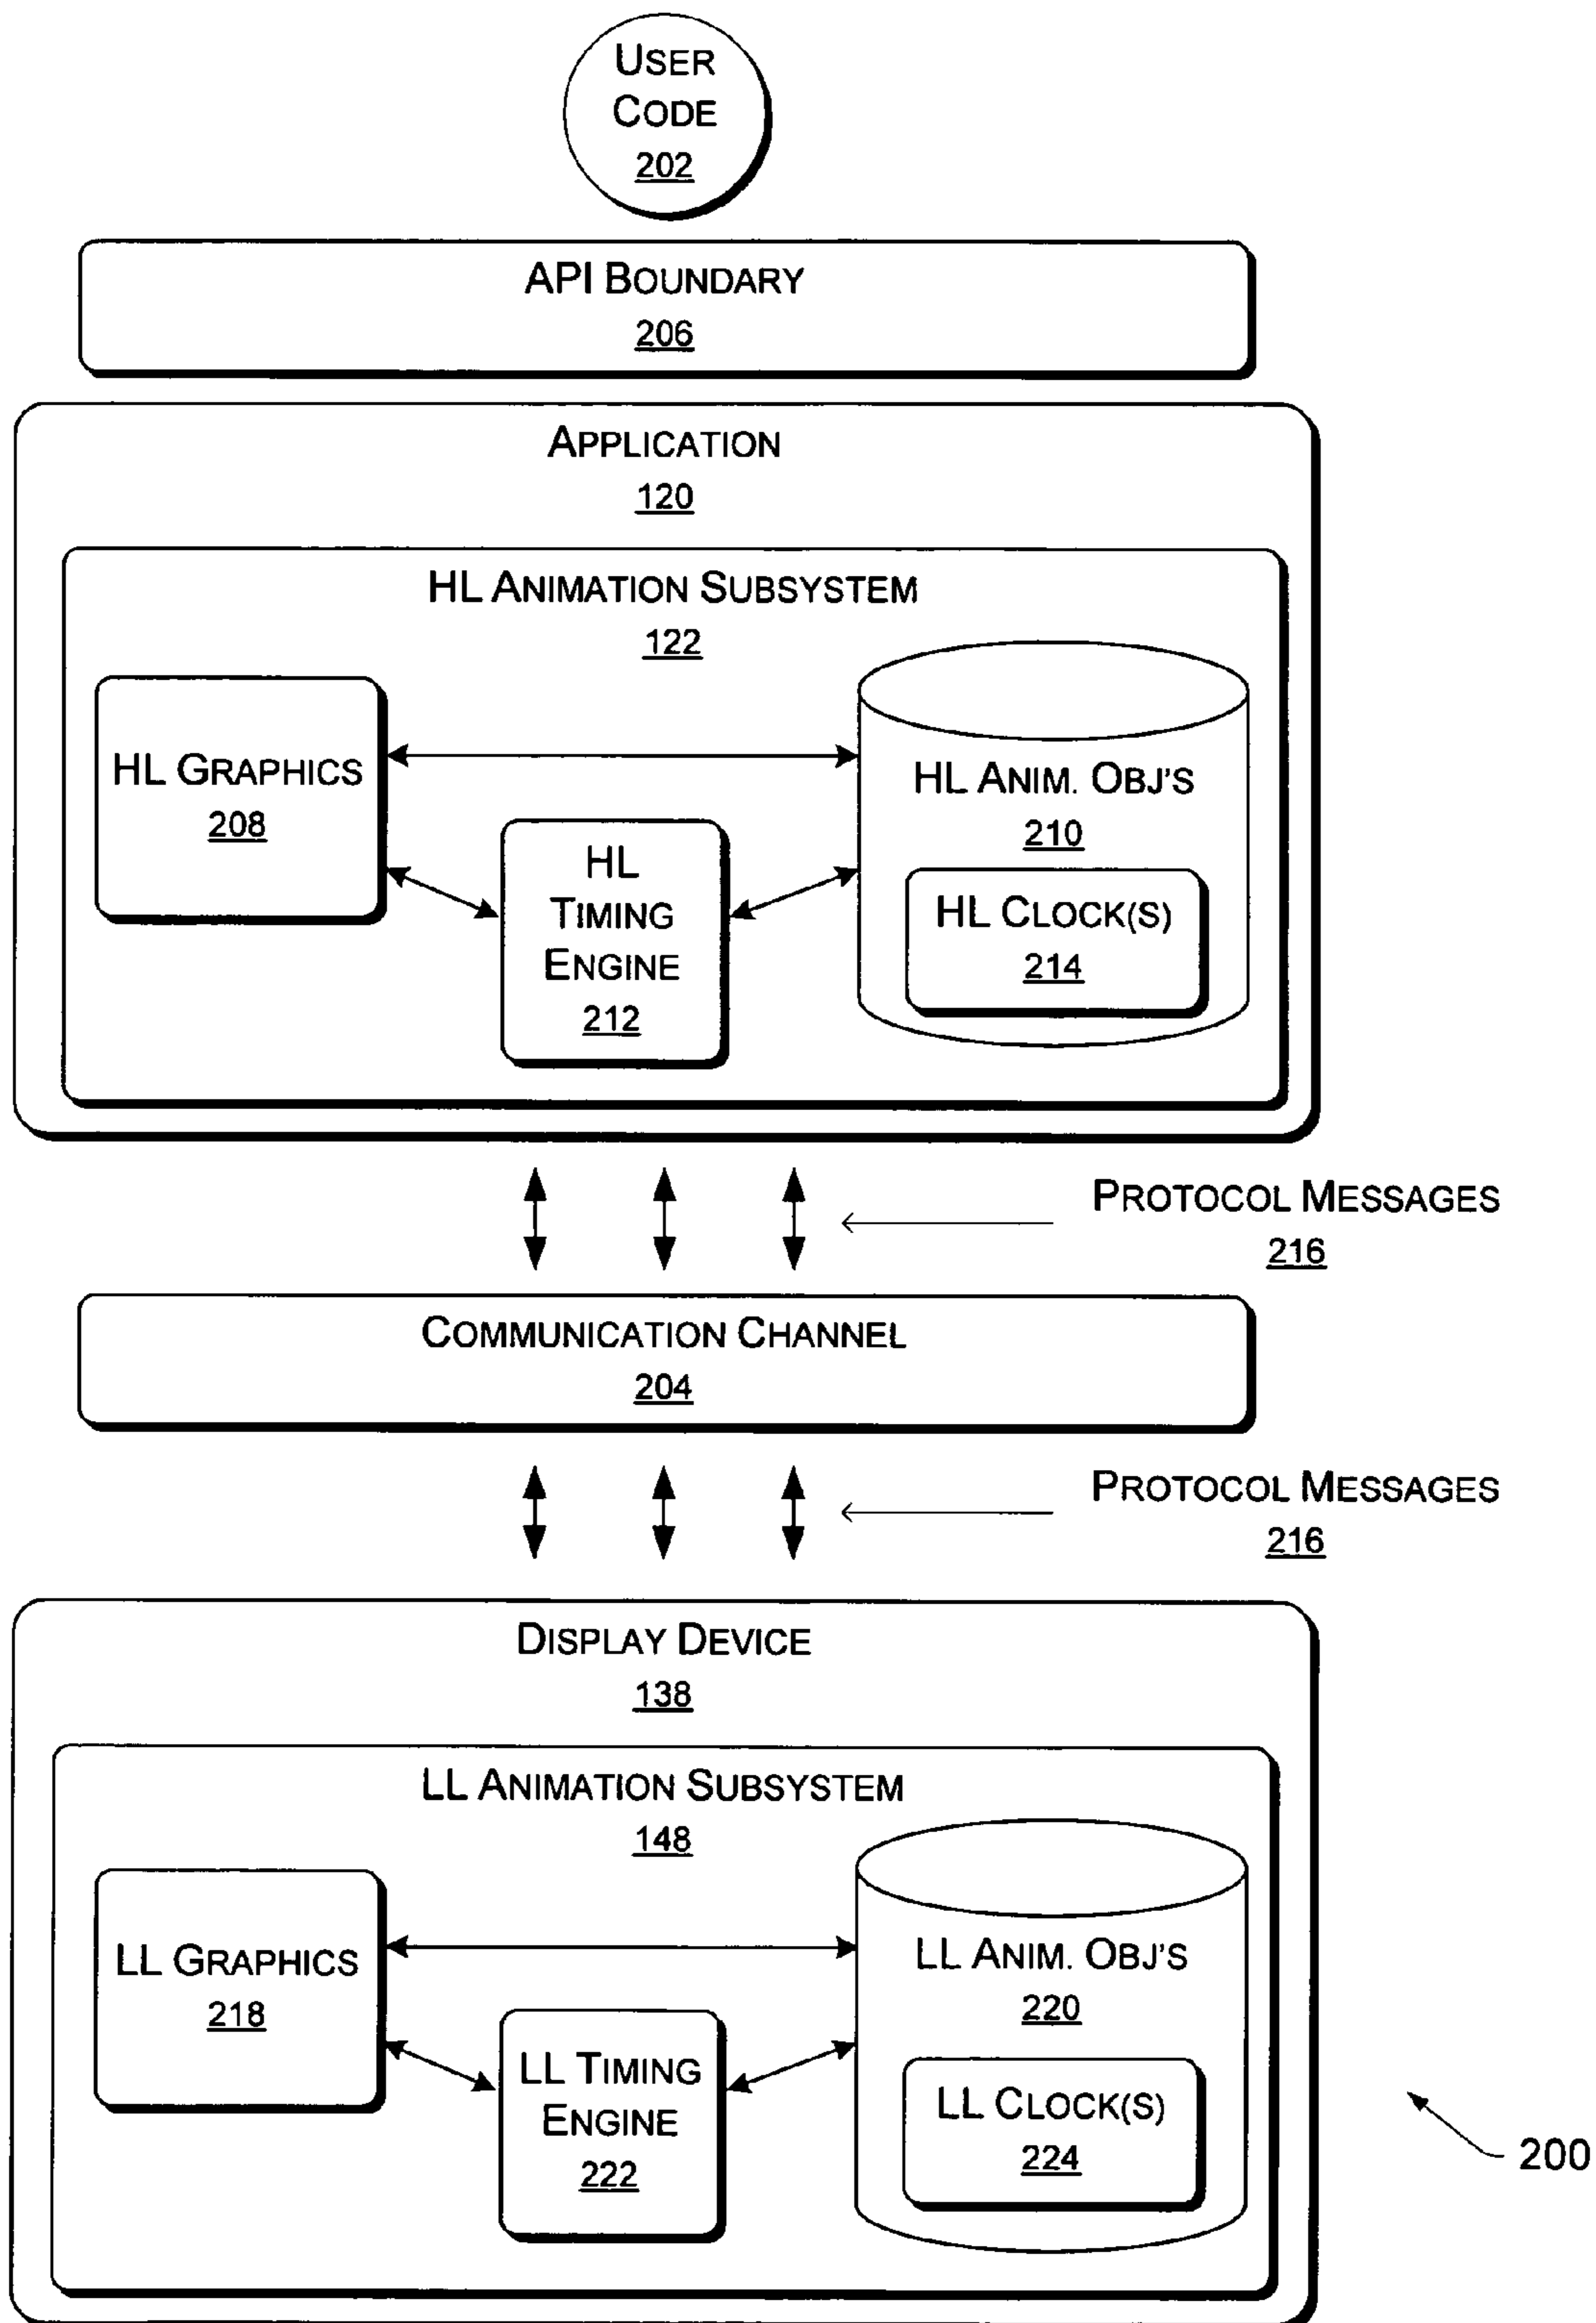 USER
CODE
202
API BOUNDARY
206
APPLICATION
120
HL ANIMATION SUBSYSTEM
122
HL GRAPHICS
208
HL
TIMING
ENGINE
212
HL ANIM. OBJ'S
210
HL CLOCK(S)
214
PROTOCOL MESSAGES
216
COMMUNICATION CHANNEL
204
PROTOCOL MESSAGES
216
DISPLAY DEVICE
138
LL ANIMATION SUBSYSTEM
148
LL GRAPHICS
218
LL TIMING
ENGINE
222
LL ANIM. OBJ'S
220
LL CLOCK(S)
224
200